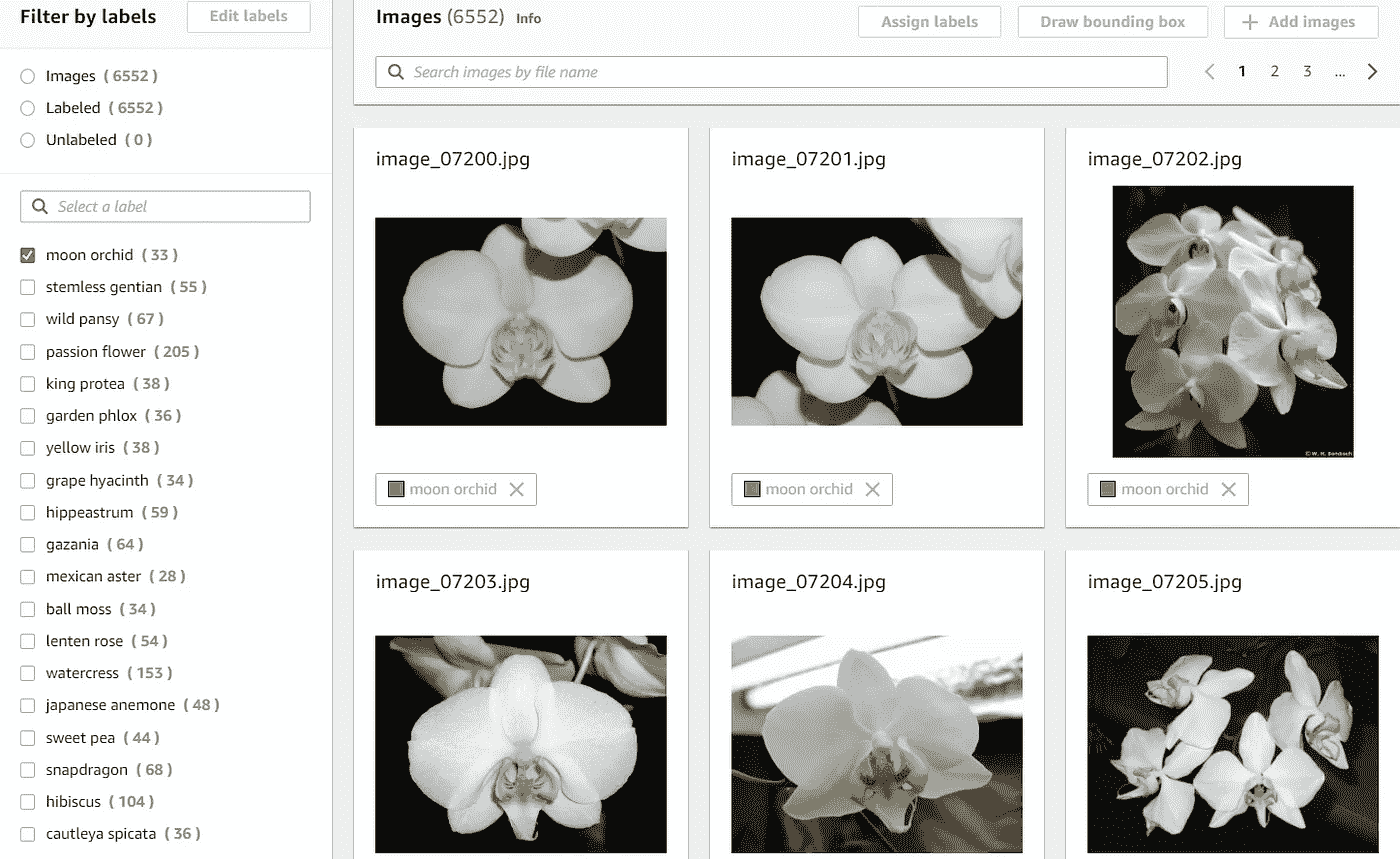 Filter by labels
Edit labels
Images ( 6552 )
Labeled ( 6552 )
Unlabeled ( 0 )
Select a label
moon orchid ( 33 )
stemless gentian ( 55 )
wild pansy ( 67 )
passion flower ( 205 )
king protea ( 38 )
garden phlox ( 36 )
yellow iris ( 38 )
grape hyacinth ( 34 )
hippeastrum ( 59 )
gazania ( 64 )
mexican aster ( 28 )
ball moss ( 34 )
lenten rose ( 54 )
watercress ( 153 )
japanese anemone ( 48 )
sweet pea ( 44 )
snapdragon ( 68 )
hibiscus ( 104 )
cautleya spicata ( 36 )
Images (6552) Info
Assign labels
Draw bounding box
+ Add images
Search images by file name
< 1 2 3 ... >
image_07200.jpg
moon orchid ×
image_07201.jpg
moon orchid ×
image_07202.jpg
© W. H.
moon orchid ×
image_07203.jpg
image_07204.jpg
image_07205.jpg